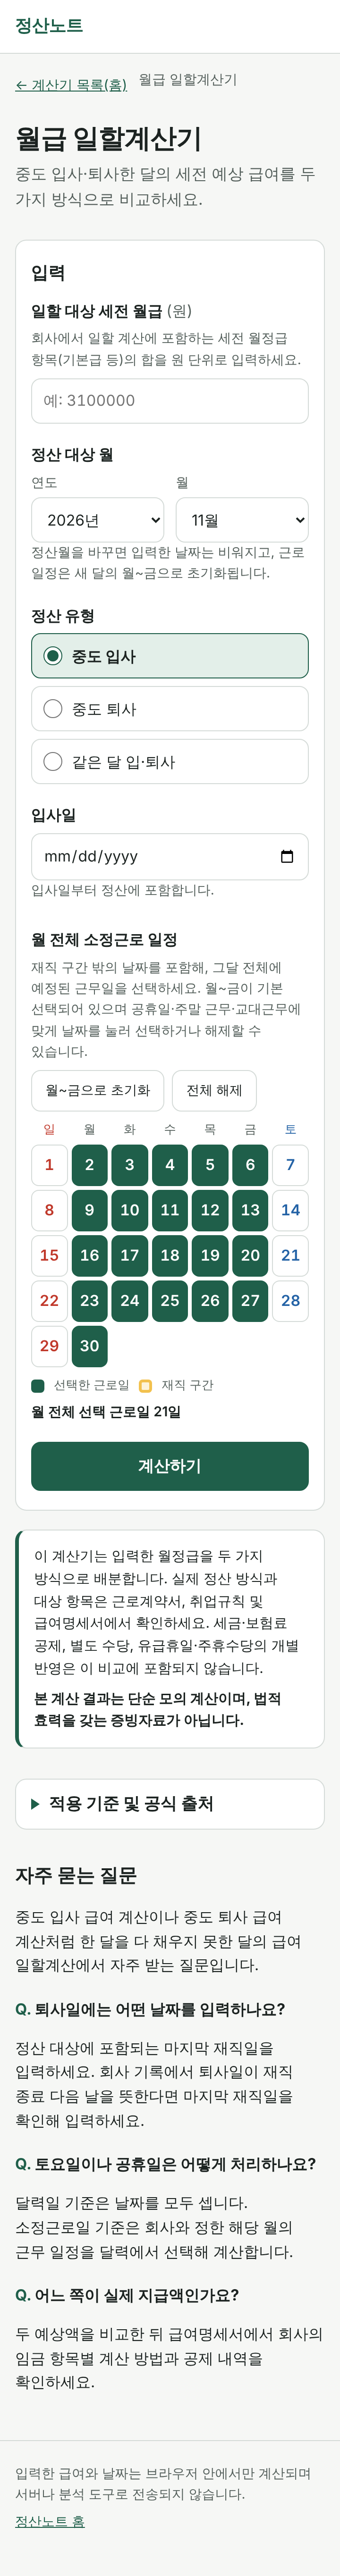 정산노트
← 계산기 목록(홈) 월급 일할계산기
월급 일할계산기
중도 입사·퇴사한 달의 세전 예상 급여를 두
가지 방식으로 비교하세요.
입력
일할 대상 세전 월급 (원)
회사에서 일할 계산에 포함하는 세전 월정급
항목(기본급 등)의 합을 원 단위로 입력하세요.
예: 3100000
정산 대상 월
연도 월
2026년 11월
정산월을 바꾸면 입력한 날짜는 비워지고, 근로
일정은 새 달의 월~금으로 초기화됩니다.
정산 유형
중도 입사
중도 퇴사
같은 달 입·퇴사
입사일
mm/dd/yyyy
입사일부터 정산에 포함합니다.
월 전체 소정근로 일정
재직 구간 밖의 날짜를 포함해, 그달 전체에
예정된 근무일을 선택하세요. 월~금이 기본
선택되어 있으며 공휴일·주말 근무·교대근무에
맞게 날짜를 눌러 선택하거나 해제할 수
있습니다.
월~금으로 초기화 전체 해제
일 월 화 수 목 금 토
1 2 3 4 5 6 7
8 9 10 11 12 13 14
15 16 17 18 19 20 21
22 23 24 25 26 27 28
29 30
선택한 근로일 재직 구간
월 전체 선택 근로일 21일
계산하기
이 계산기는 입력한 월정급을 두 가지
방식으로 배분합니다. 실제 정산 방식과
대상 항목은 근로계약서, 취업규칙 및
급여명세서에서 확인하세요. 세금·보험료
공제, 별도 수당, 유급휴일·주휴수당의 개별
반영은 이 비교에 포함되지 않습니다.
본 계산 결과는 단순 모의 계산이며, 법적
효력을 갖는 증빙자료가 아닙니다.
▶ 적용 기준 및 공식 출처
자주 묻는 질문
중도 입사 급여 계산이나 중도 퇴사 급여
계산처럼 한 달을 다 채우지 못한 달의 급여
일할계산에서 자주 받는 질문입니다.
Q. 퇴사일에는 어떤 날짜를 입력하나요?
정산 대상에 포함되는 마지막 재직일을
입력하세요. 회사 기록에서 퇴사일이 재직
종료 다음 날을 뜻한다면 마지막 재직일을
확인해 입력하세요.
Q. 토요일이나 공휴일은 어떻게 처리하나요?
달력일 기준은 날짜를 모두 셉니다.
소정근로일 기준은 회사와 정한 해당 월의
근무 일정을 달력에서 선택해 계산합니다.
Q. 어느 쪽이 실제 지급액인가요?
두 예상액을 비교한 뒤 급여명세서에서 회사의
임금 항목별 계산 방법과 공제 내역을
확인하세요.
입력한 급여와 날짜는 브라우저 안에서만 계산되며
서버나 분석 도구로 전송되지 않습니다.
정산노트 홈